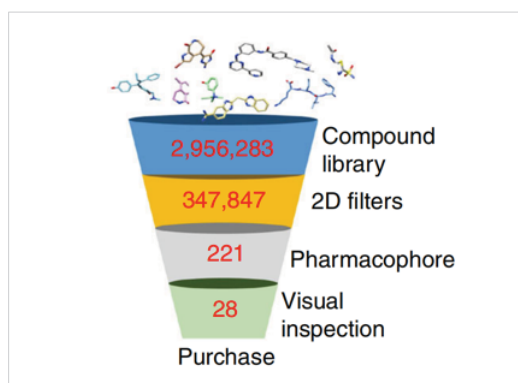 2,956,283
Compound
library
347,847
2D filters
221
Pharmacophore
28
Visual
inspection
Purchase